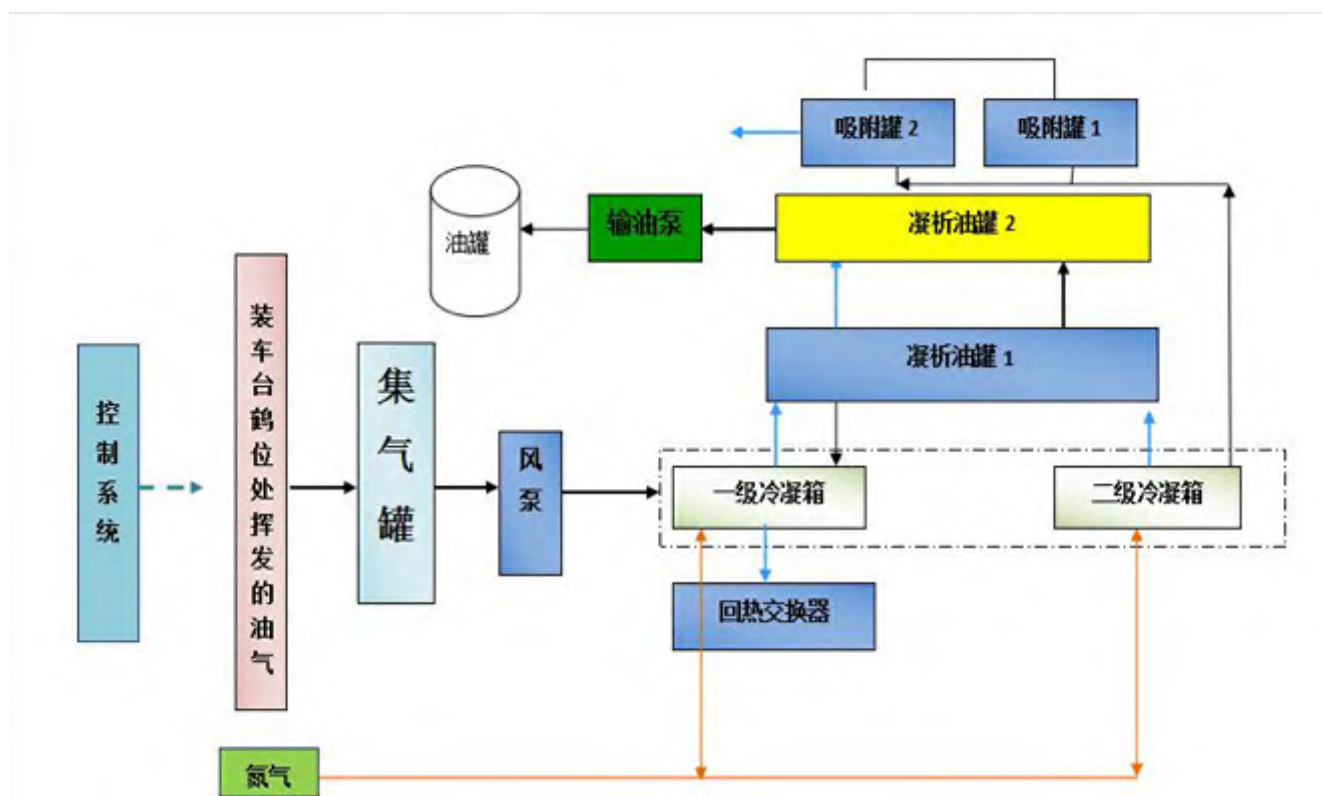 吸附罐 2
吸附罐 1
凝析油罐 2
输油泵
油罐
凝析油罐 1
控制系统
装车台鹤位处挥发的油气
集气罐
风泵
一级冷凝箱
二级冷凝箱
回热交换器
氮气